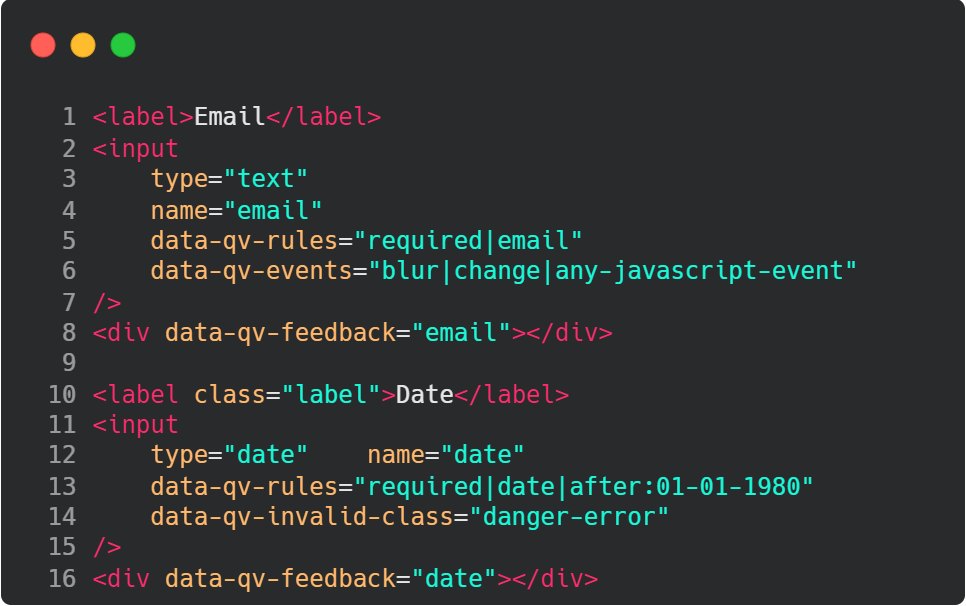 1 <label>Email</label>
2 <input
3     type="text"
4     name="email"
5     data-qv-rules="required|email"
6     data-qv-events="blur|change|any-javascript-event"
7 />
8 <div data-qv-feedback="email"></div>
9
10 <label class="label">Date</label>
11 <input
12     type="date"    name="date"
13     data-qv-rules="required|date|after:01-01-1980"
14     data-qv-invalid-class="danger-error"
15 />
16 <div data-qv-feedback="date"></div>